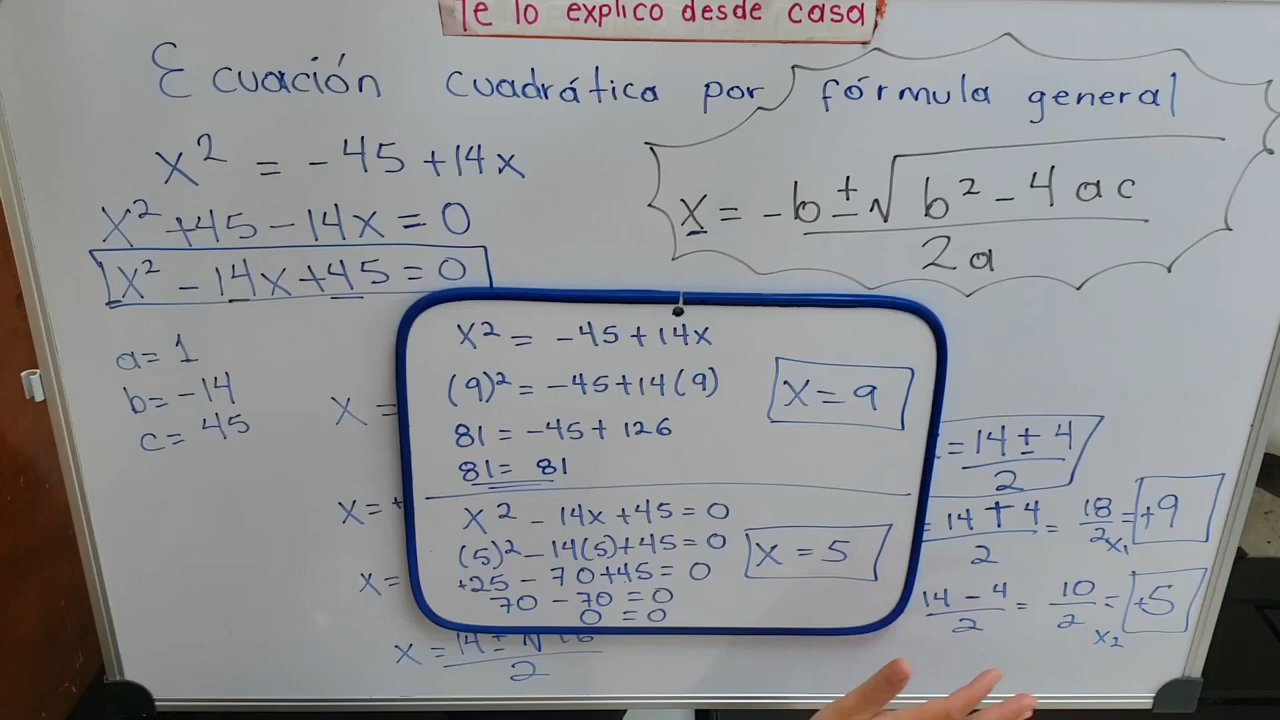 Te lo explico desde casa
Ecuación cuadrática por fórmula general
x² = -45 +14x
x² +45 -14x = 0
x² - 14x +45 = 0
x = -b ± √b² - 4ac
2a
a= 1
b= -14
c= 45
x² = -45 + 14x
(9)² = -45+14(9)
81 = -45+ 126
81 = 81
x = 9
x² - 14x +45 = 0
(5)² - 14(5)+45 = 0
+25 - 70+45 = 0
70 - 70 = 0
0 = 0
x = 5
x =
x = +
x =
x = 14 ± √16
2
= 14 ± 4
2
= 14 + 4 = 18 = +9
2 2 x₁
14 - 4 = 10 = +5
2 2 x₂